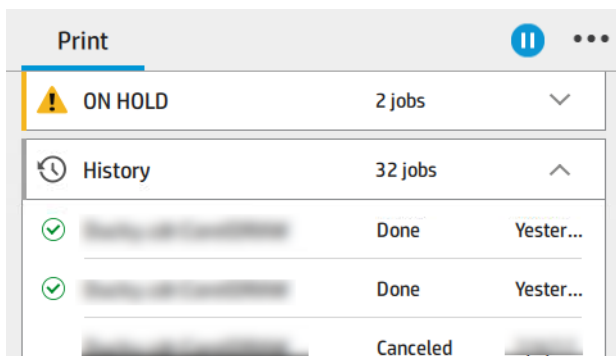 Print
ON HOLD 2 jobs
History 32 jobs
Done Yester...
Done Yester...
Canceled